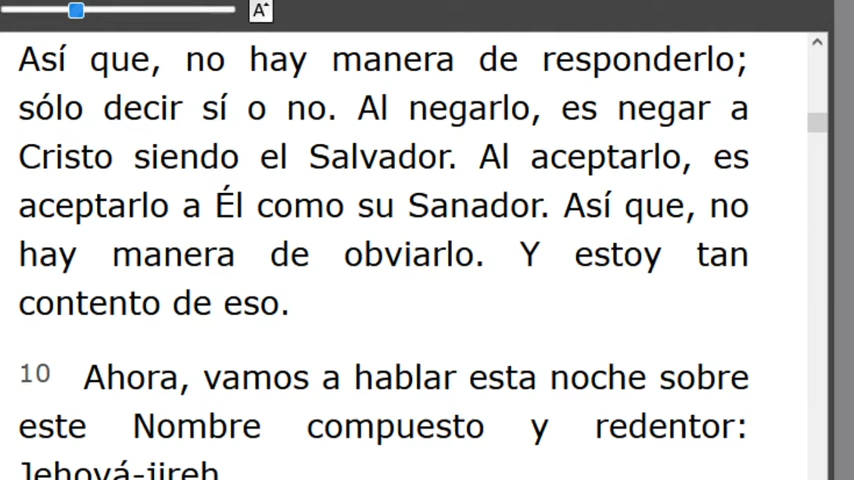 A
Así que, no hay manera de responderlo;
sólo decir sí o no. Al negarlo, es negar a
Cristo siendo el Salvador. Al aceptarlo, es
aceptarlo a Él como su Sanador. Así que, no
hay manera de obviarlo. Y estoy tan
contento de eso.
10 Ahora, vamos a hablar esta noche sobre
este Nombre compuesto y redentor:
Jehová-jireh